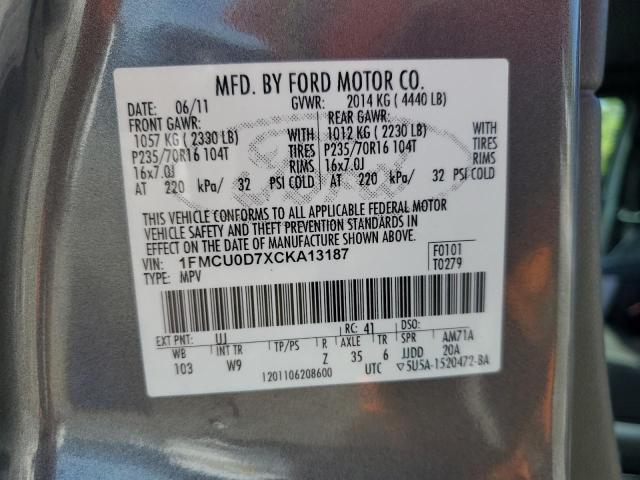 MFD. BY FORD MOTOR CO.
DATE: 06/11 GVWR: 2014 KG ( 4440 LB)
FRONT GAWR: REAR GAWR:
1057 KG ( 2330 LB) WITH 1012 KG ( 2230 LB) WITH
P235/70R16 104T TIRES P235/70R16 104T TIRES
16x7.0J RIMS 16x7.0J RIMS
AT 220 kPa/ 32 PSI COLD AT 220 kPa/ 32 PSI COLD
THIS VEHICLE CONFORMS TO ALL APPLICABLE FEDERAL MOTOR
VEHICLE SAFETY AND THEFT PREVENTION STANDARDS IN
EFFECT ON THE DATE OF MANUFACTURE SHOWN ABOVE.
VIN: 1FMCU0D7XCKA13187 F0101
TYPE: MPV T0279
EXT PNT: UJ RC: 41 DSO:
WB INT TR TP/PS R AXLE TR SPR AM71A
103 W9 Z 35 6 JJDD 20A
1201106208600 UTC ▽5U5A-1520472-BA